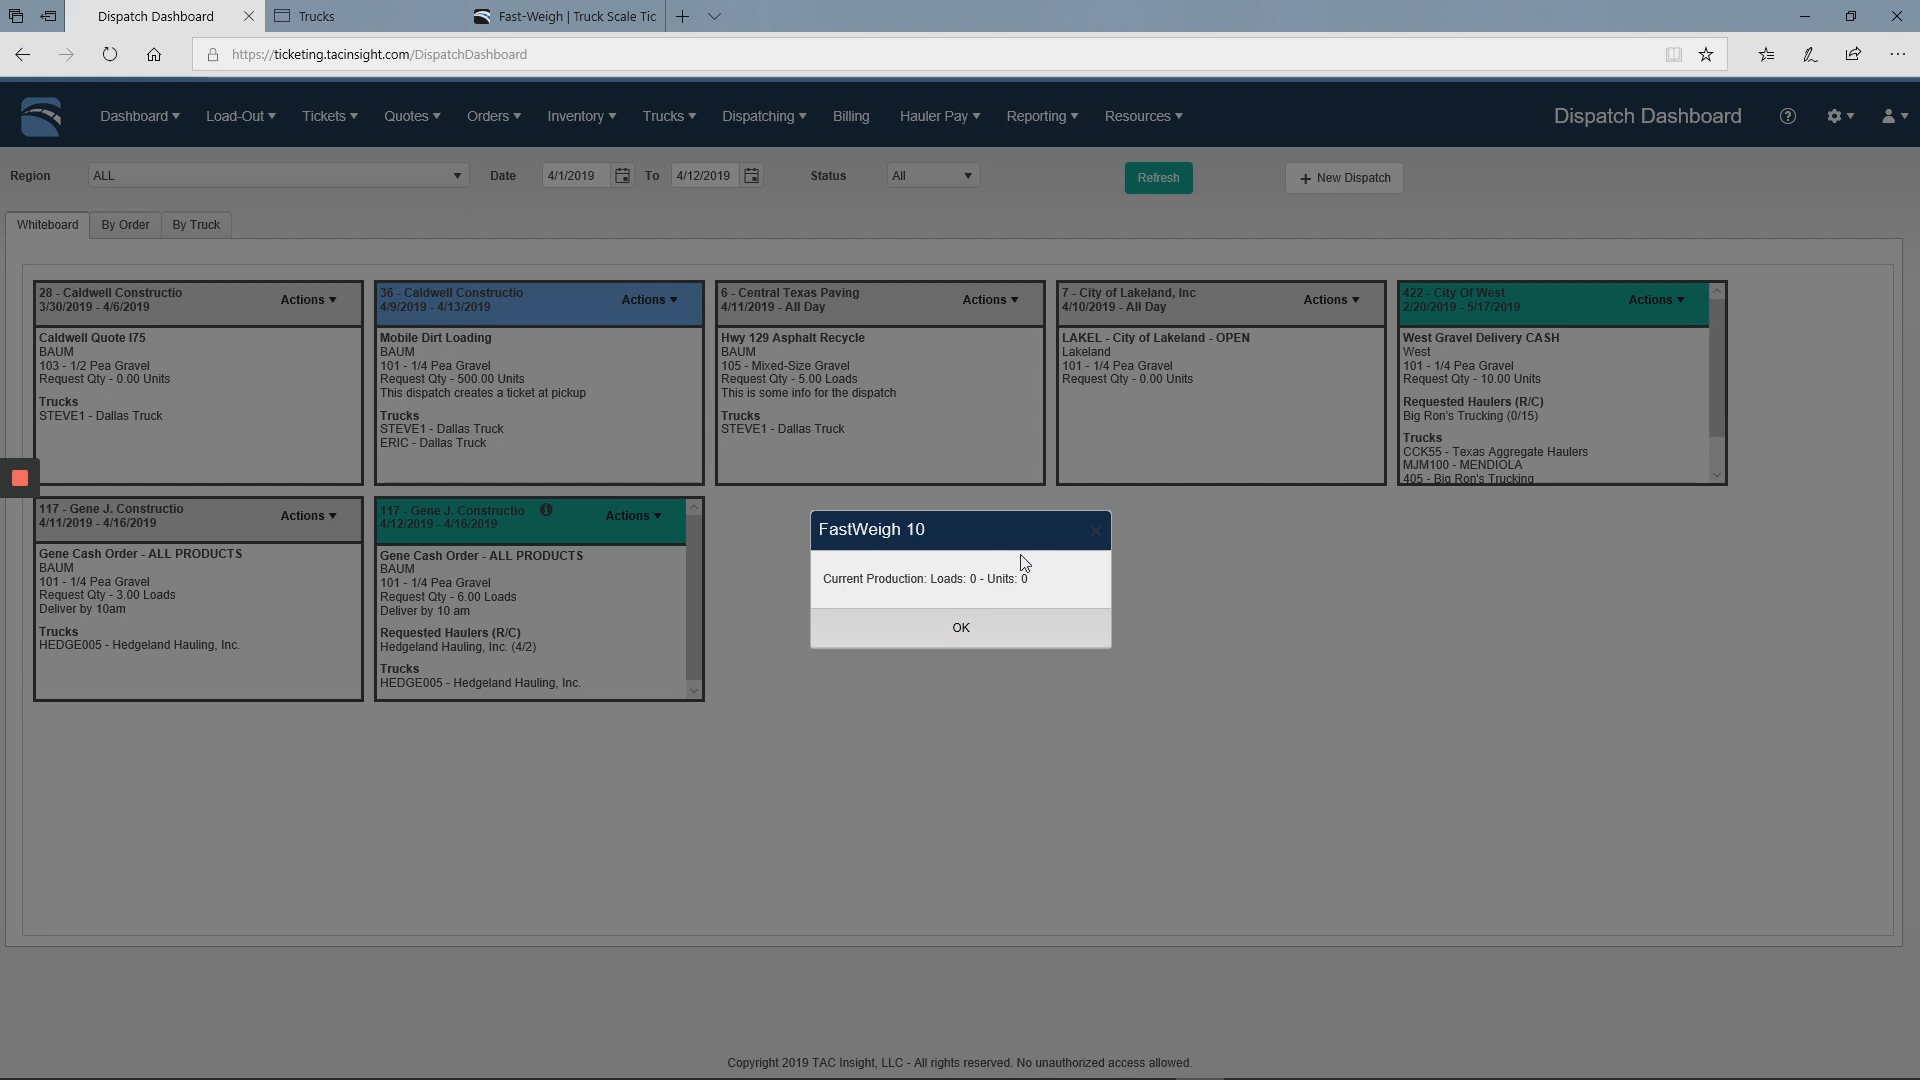 Dispatch Dashboard
Trucks
Fast-Weigh | Truck Scale Tic
https://ticketing.tacinsight.com/DispatchDashboard
Dashboard
Load-Out
Tickets
Quotes
Orders
Inventory
Trucks
Dispatching
Billing
Hauler Pay
Reporting
Resources
Dispatch Dashboard
Region
ALL
Date
4/1/2019
To
4/12/2019
Status
All
Refresh
+ New Dispatch
Whiteboard
By Order
By Truck
28 - Caldwell Constructio
3/30/2019 - 4/6/2019
Actions
Caldwell Quote I75
BAUM
103 - 1/2 Pea Gravel
Request Qty - 0.00 Units
Trucks
STEVE1 - Dallas Truck
36 - Caldwell Constructio
4/9/2019 - 4/13/2019
Actions
Mobile Dirt Loading
BAUM
101 - 1/4 Pea Gravel
Request Qty - 500.00 Units
This dispatch creates a ticket at pickup
Trucks
STEVE1 - Dallas Truck
ERIC - Dallas Truck
6 - Central Texas Paving
4/11/2019 - All Day
Actions
Hwy 129 Asphalt Recycle
BAUM
105 - Mixed-Size Gravel
Request Qty - 5.00 Loads
This is some info for the dispatch
Trucks
STEVE1 - Dallas Truck
7 - City of Lakeland, Inc
4/10/2019 - All Day
Actions
LAKEL - City of Lakeland - OPEN
Lakeland
101 - 1/4 Pea Gravel
Request Qty - 0.00 Units
422 - City Of West
2/20/2019 - 5/17/2019
Actions
West Gravel Delivery CASH
West
101 - 1/4 Pea Gravel
Request Qty - 10.00 Units
Requested Haulers (R/C)
Big Ron's Trucking (0/15)
Trucks
CCK55 - Texas Aggregate Haulers
MJM100 - MENDIOLA
405 - Big Ron's Trucking
117 - Gene J. Constructio
4/11/2019 - 4/16/2019
Actions
Gene Cash Order - ALL PRODUCTS
BAUM
101 - 1/4 Pea Gravel
Request Qty - 3.00 Loads
Deliver by 10am
Trucks
HEDGE005 - Hedgeland Hauling, Inc.
117 - Gene J. Constructio
4/12/2019 - 4/16/2019
Actions
Gene Cash Order - ALL PRODUCTS
BAUM
101 - 1/4 Pea Gravel
Request Qty - 6.00 Loads
Deliver by 10 am
Requested Haulers (R/C)
Hedgeland Hauling, Inc. (4/2)
Trucks
HEDGE005 - Hedgeland Hauling, Inc.
FastWeigh 10
Current Production: Loads: 0 - Units: 0
OK
Copyright 2019 TAC Insight, LLC - All rights reserved. No unauthorized access allowed.